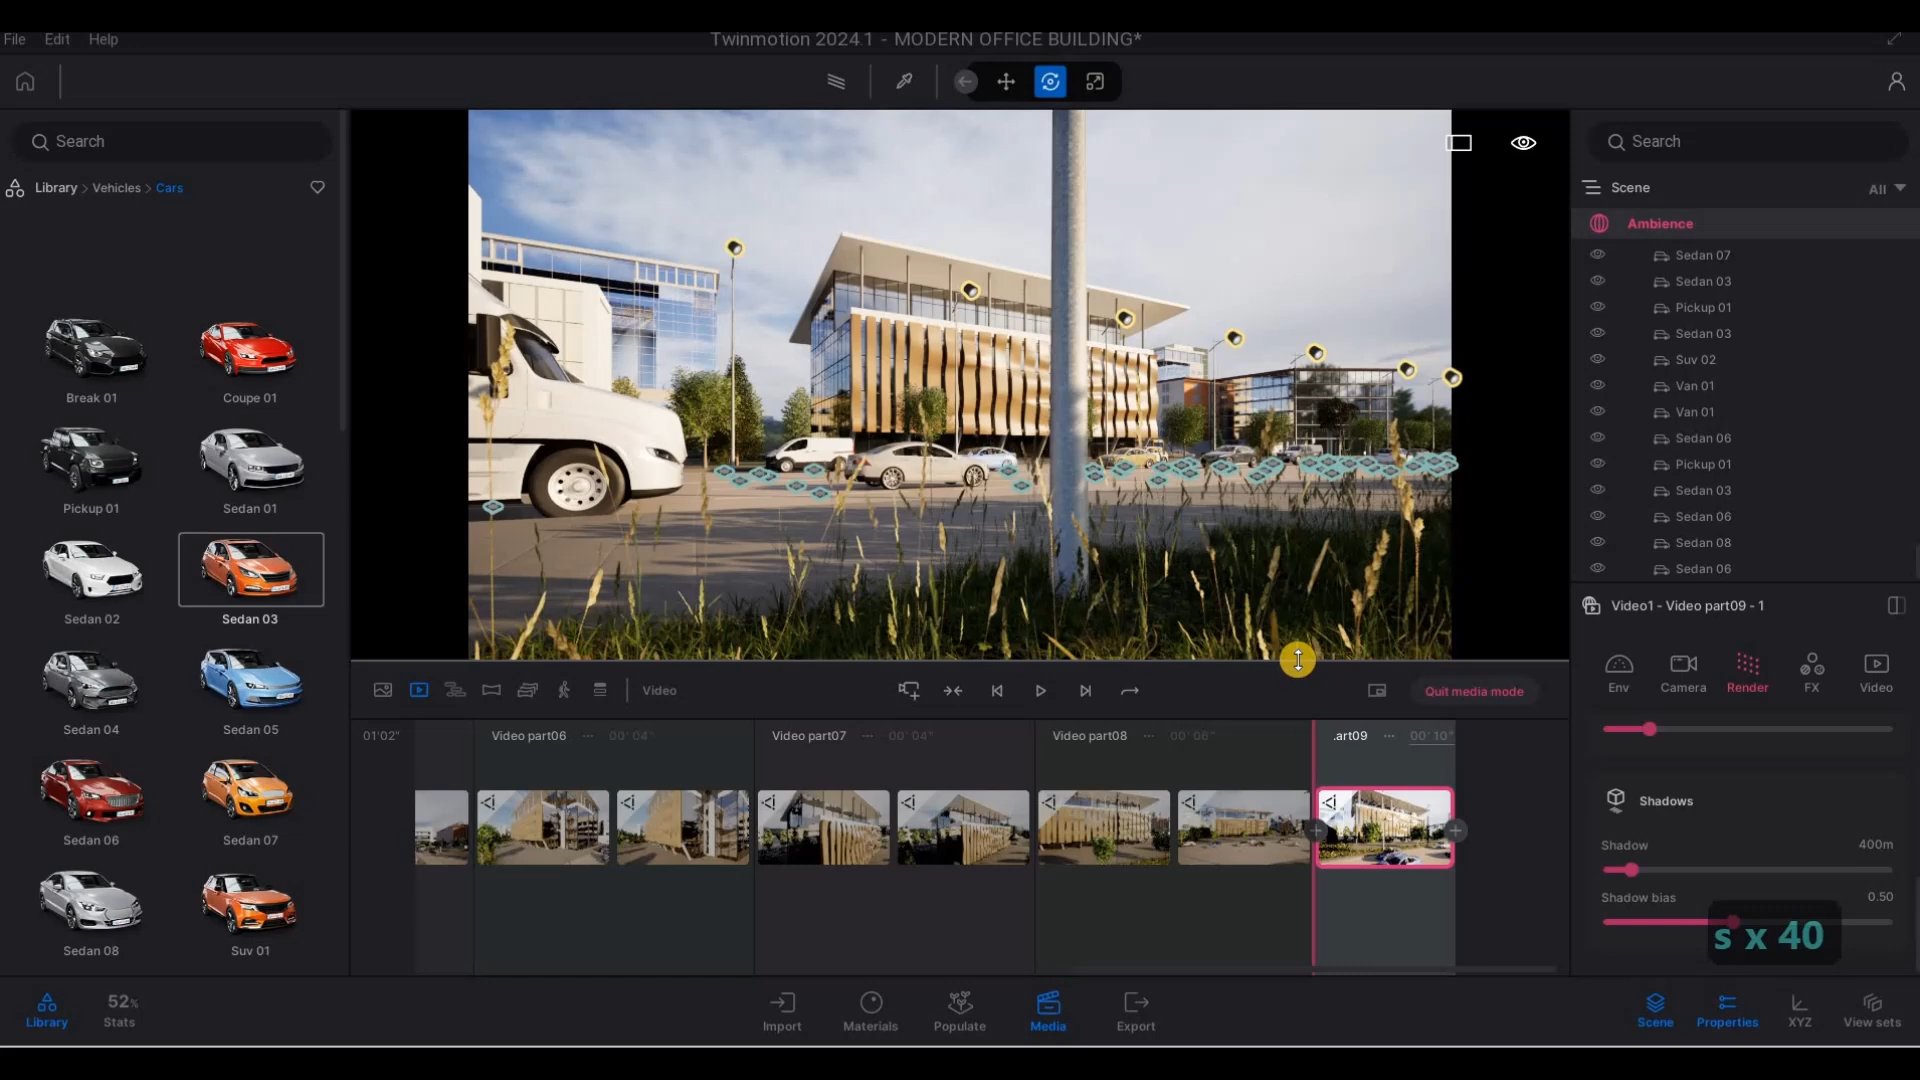 File Edit Help
Twinmotion 2024.1 - MODERN OFFICE BUILDING*
Search
Library > Vehicles > Cars
Break 01
Coupe 01
Pickup 01
Sedan 01
Sedan 02
Sedan 03
Sedan 04
Sedan 05
Sedan 06
Sedan 07
Sedan 08
Suv 01
Search
Scene
All
Ambience
Sedan 07
Sedan 03
Pickup 01
Sedan 03
Suv 02
Van 01
Van 01
Sedan 06
Pickup 01
Sedan 03
Sedan 06
Sedan 08
Sedan 06
Video1 - Video part09 - 1
Env
Camera
Render
FX
Video
Shadows
Shadow
400m
Shadow bias
0.50
s x 40
Video
Quit media mode
01'02"
Video part06 ... 00'04"
Video part07 ... 00'04"
Video part08 ... 00'06"
.art09 ... 00'10"
Library
52%
Stats
Import
Materials
Populate
Media
Export
Scene
Properties
XYZ
View sets